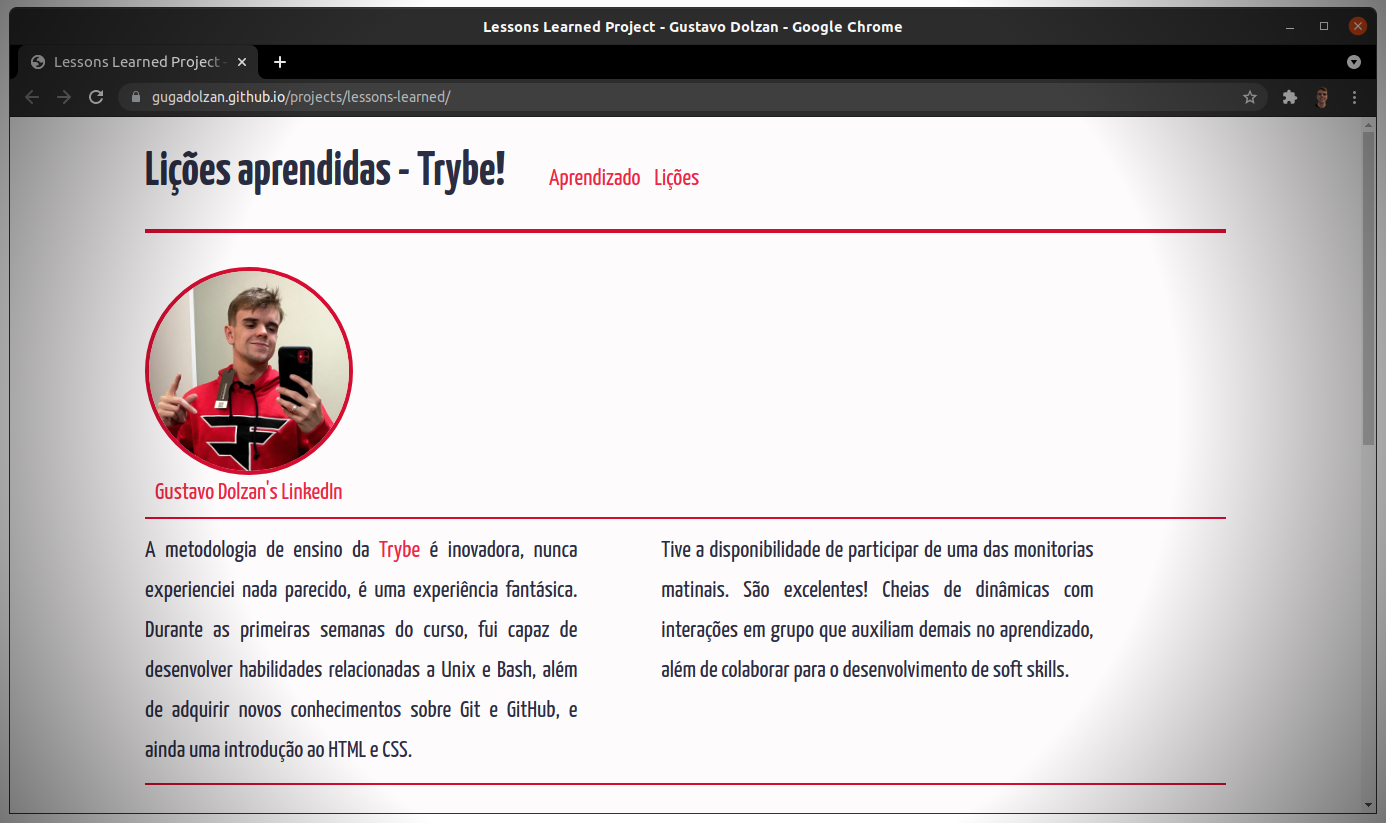 Lessons Learned Project - Gustavo Dolzan - Google Chrome
Lessons Learned Project -
gugadolzan.github.io/projects/lessons-learned/
Lições aprendidas - Trybe!
Aprendizado Lições
Gustavo Dolzan's LinkedIn
A metodologia de ensino da Trybe é inovadora, nunca
experienciei nada parecido, é uma experiência fantásica.
Durante as primeiras semanas do curso, fui capaz de
desenvolver habilidades relacionadas a Unix e Bash, além
de adquirir novos conhecimentos sobre Git e GitHub, e
ainda uma introdução ao HTML e CSS.
Tive a disponibilidade de participar de uma das monitorias
matinais. São excelentes! Cheias de dinâmicas com
interações em grupo que auxiliam demais no aprendizado,
além de colaborar para o desenvolvimento de soft skills.